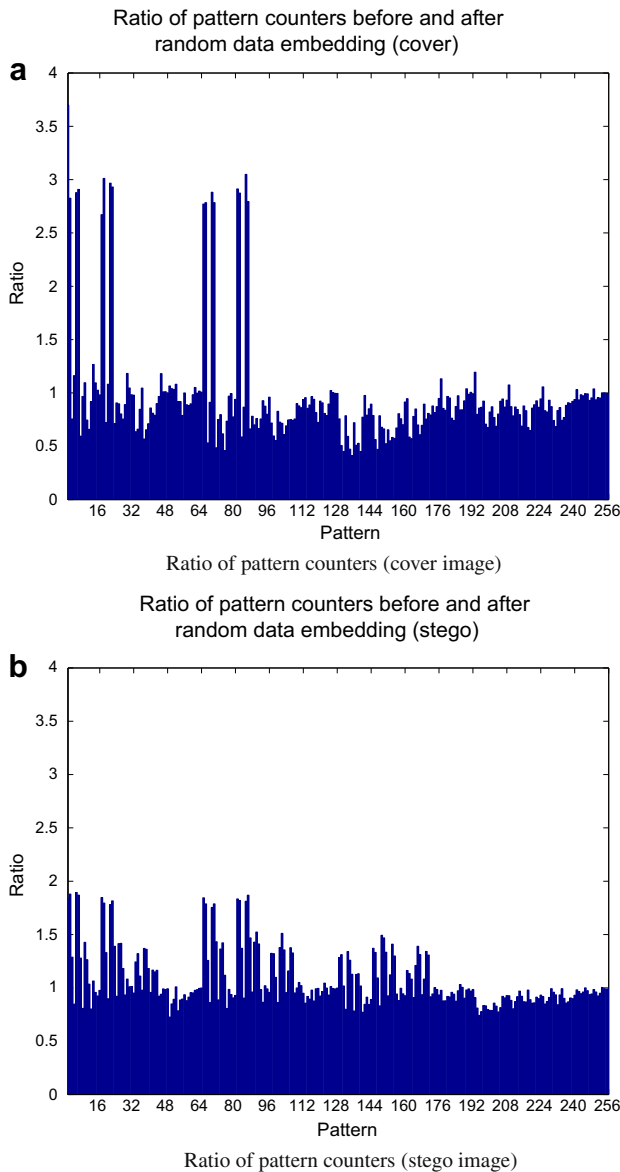 Ratio of pattern counters before and after
random data embedding (cover)
a
4
3.5
3
2.5
2
1.5
1
0.5
0
Ratio
16 32 48 64 80 96 112 128 144 160 176 192 208 224 240 256
Pattern
Ratio of pattern counters (cover image)
Ratio of pattern counters before and after
random data embedding (stego)
b
4
3.5
3
2.5
2
1.5
1
0.5
0
Ratio
16 32 48 64 80 96 112 128 144 160 176 192 208 224 240 256
Pattern
Ratio of pattern counters (stego image)